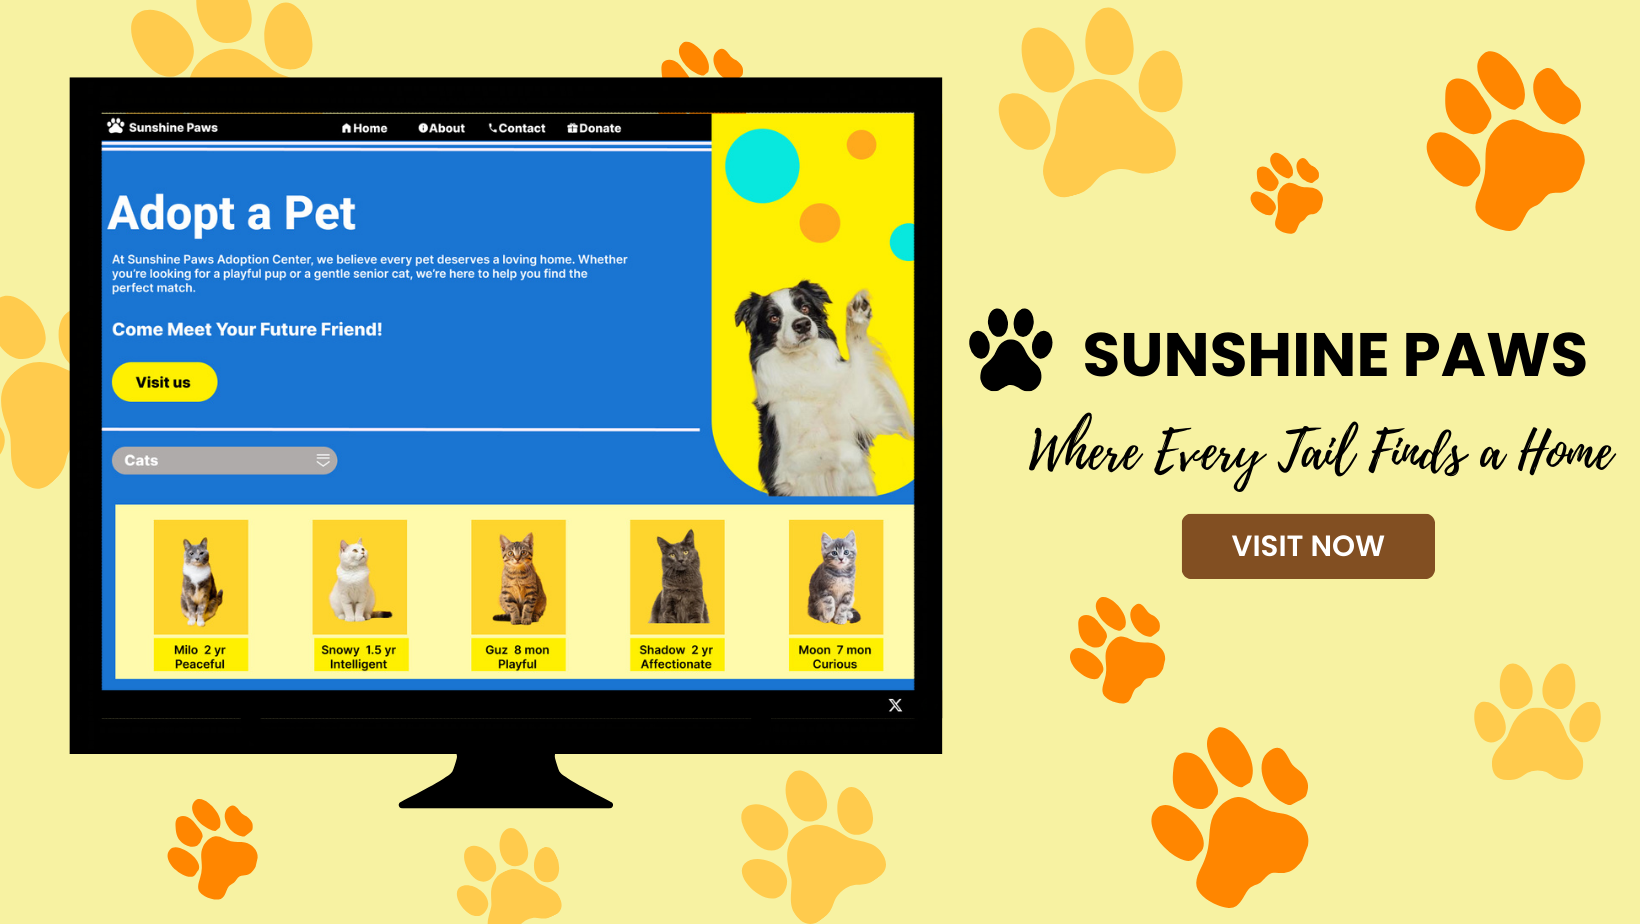 Sunshine Paws
Home About Contact Donate
Adopt a Pet
At Sunshine Paws Adoption Center, we believe every pet deserves a loving home. Whether
you're looking for a playful pup or a gentle senior cat, we're here to help you find the
perfect match.
Come Meet Your Future Friend!
Visit us
Cats
Milo 2 yr
Peaceful
Snowy 1.5 yr
Intelligent
Guz 8 mon
Playful
Shadow 2 yr
Affectionate
Moon 7 mon
Curious
SUNSHINE PAWS
Where Every Tail Finds a Home
VISIT NOW